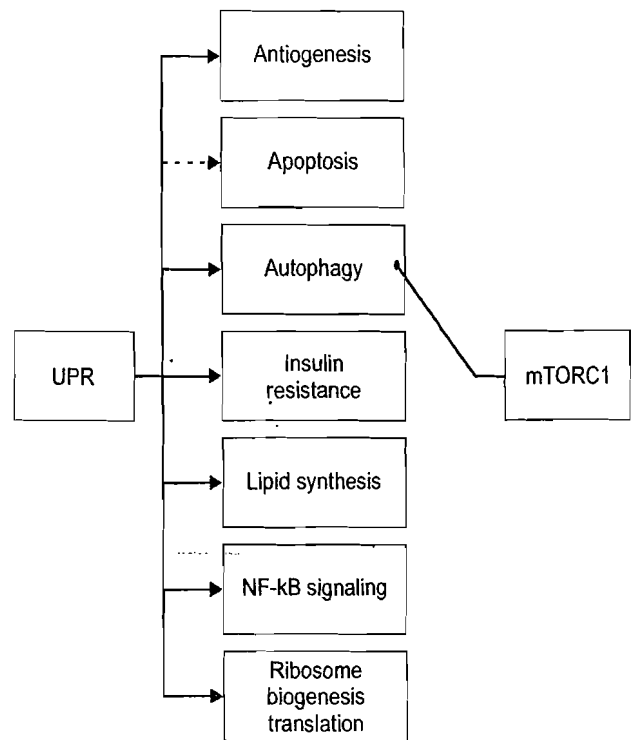 Antiogenesis
Apoptosis
Autophagy
UPR
Insulin
resistance
mTORC1
Lipid synthesis
NF-kB signaling
Ribosome
biogenesis
translation